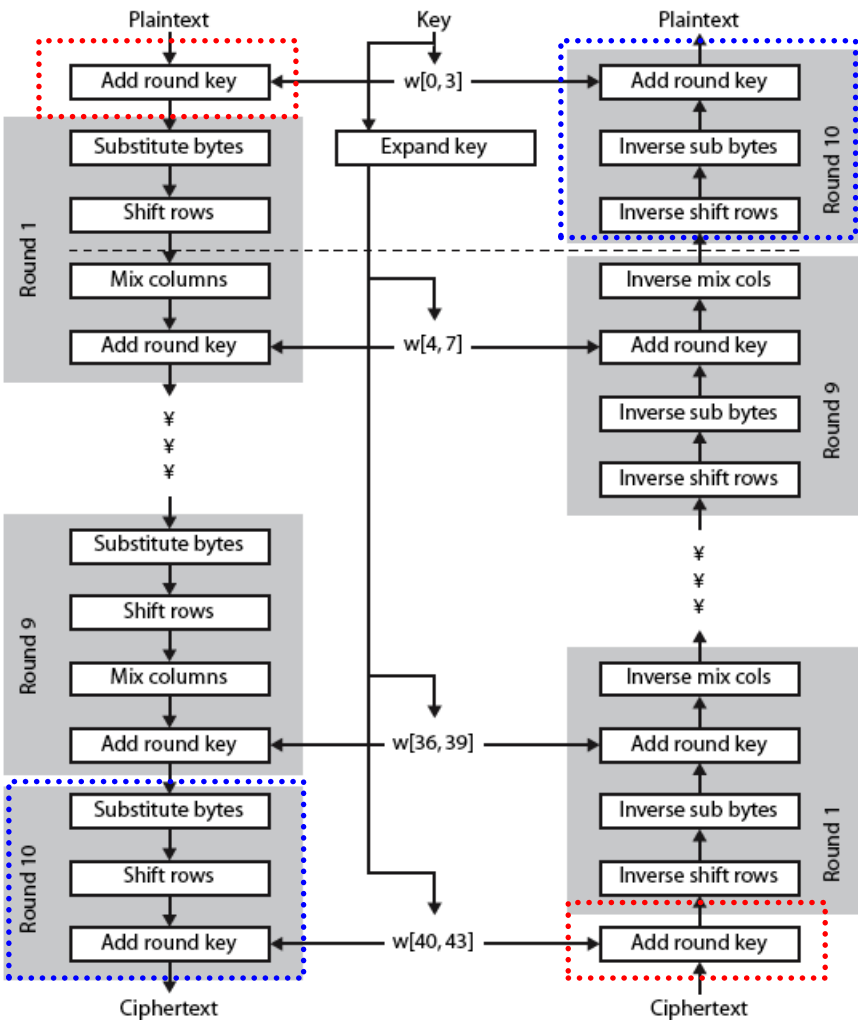 Plaintext
Add round key
Substitute bytes
Shift rows
Mix columns
Add round key
Round 1
¥
¥
¥
Substitute bytes
Shift rows
Mix columns
Add round key
Round 9
Substitute bytes
Shift rows
Add round key
Round 10
Ciphertext
Key
w[0, 3]
Expand key
w[4, 7]
w[36, 39]
w[40, 43]
Plaintext
Add round key
Inverse sub bytes
Inverse shift rows
Round 10
Inverse mix cols
Add round key
Inverse sub bytes
Inverse shift rows
Round 9
¥
¥
¥
Inverse mix cols
Add round key
Inverse sub bytes
Inverse shift rows
Round 1
Add round key
Ciphertext